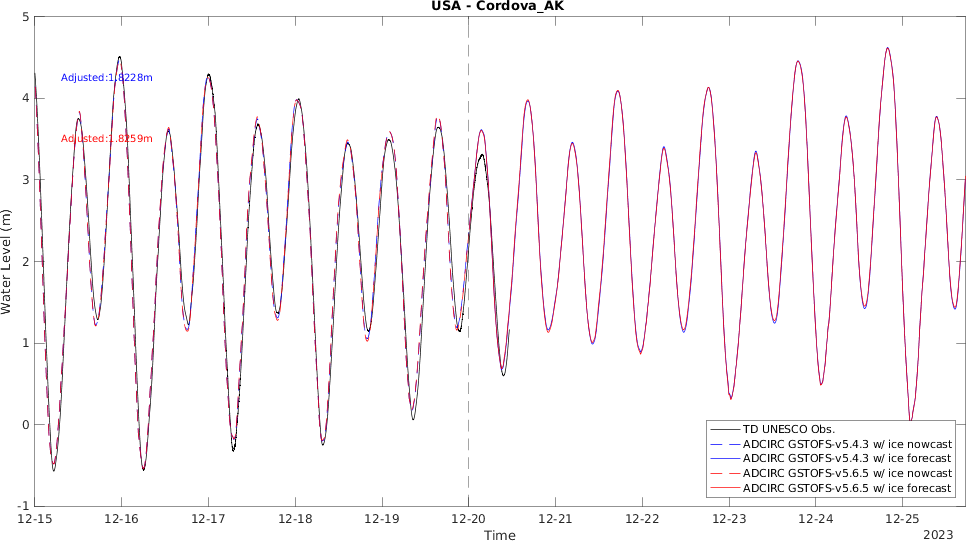 USA - Cordova_AK
5
4
3
2
1
0
-1
Water Level (m)
Adjusted:1.8228m
Adjusted:1.8259m
TD UNESCO Obs.
ADCIRC GSTOFS-v5.4.3 w/ ice nowcast
ADCIRC GSTOFS-v5.4.3 w/ ice forecast
ADCIRC GSTOFS-v5.6.5 w/ ice nowcast
ADCIRC GSTOFS-v5.6.5 w/ ice forecast
12-15 12-16 12-17 12-18 12-19 12-20 12-21 12-22 12-23 12-24 12-25
Time
2023